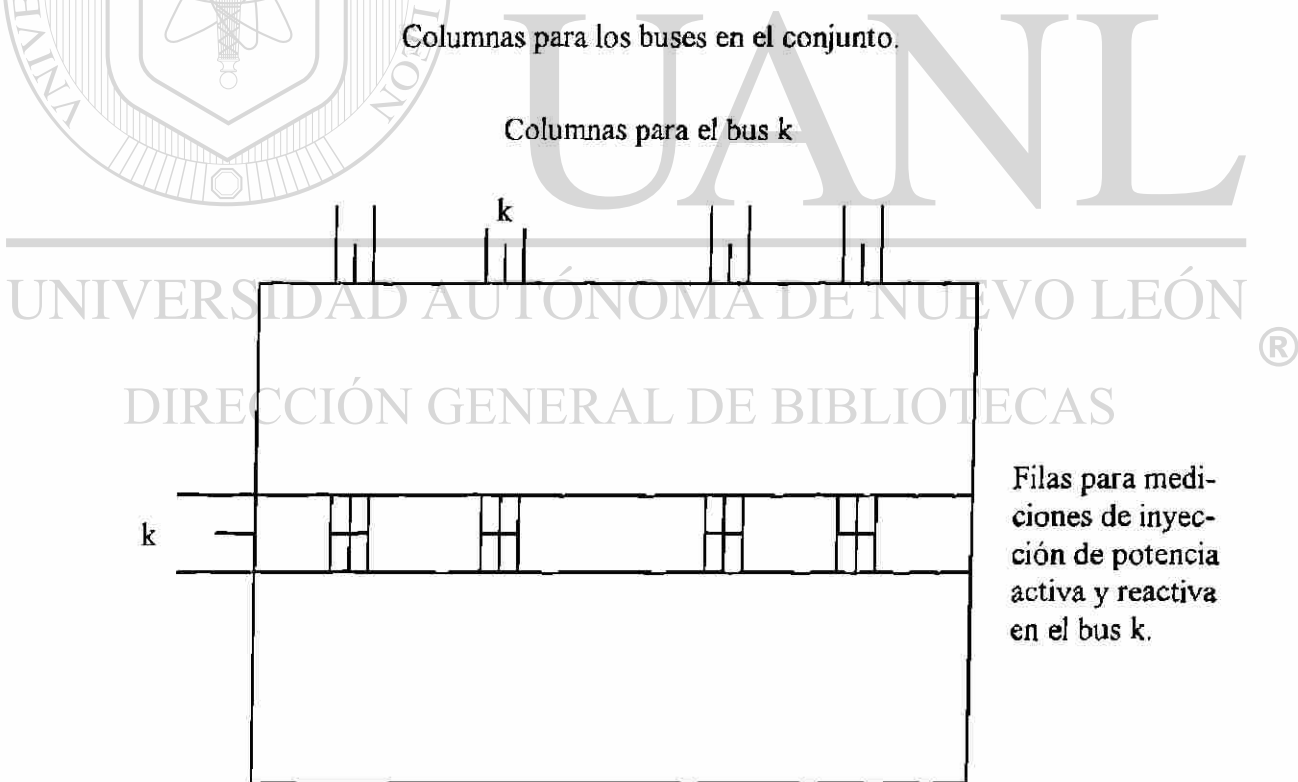 Columnas para los buses en el conjunto.
UANL
Columnas para el bus k
k
UNIVERSIDAD AUTÓNOMA DE NUEVO LEÓN
®
DIRECCIÓN GENERAL DE BIBLIOTECAS
Filas para medi-
ciones de inyec-
ción de potencia
activa y reactiva
en el bus k.
k